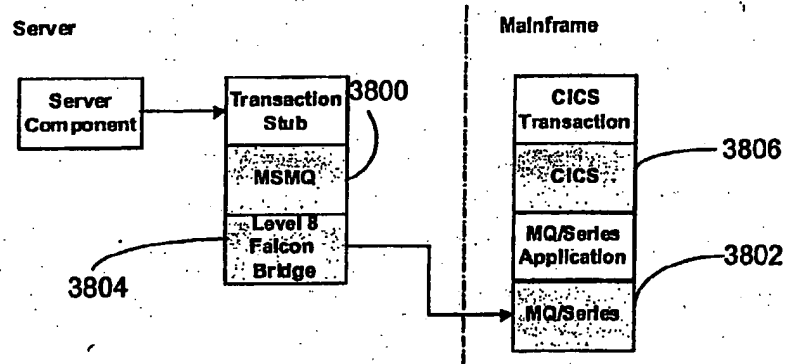 Server
Mainframe
Server
Component
Transaction
Stub
3800
MSMQ
Level 8
Falcon
Bridge
3804
CICS
Transaction
CICS
3806
MQ/Series
Application
3802
MQ/Series